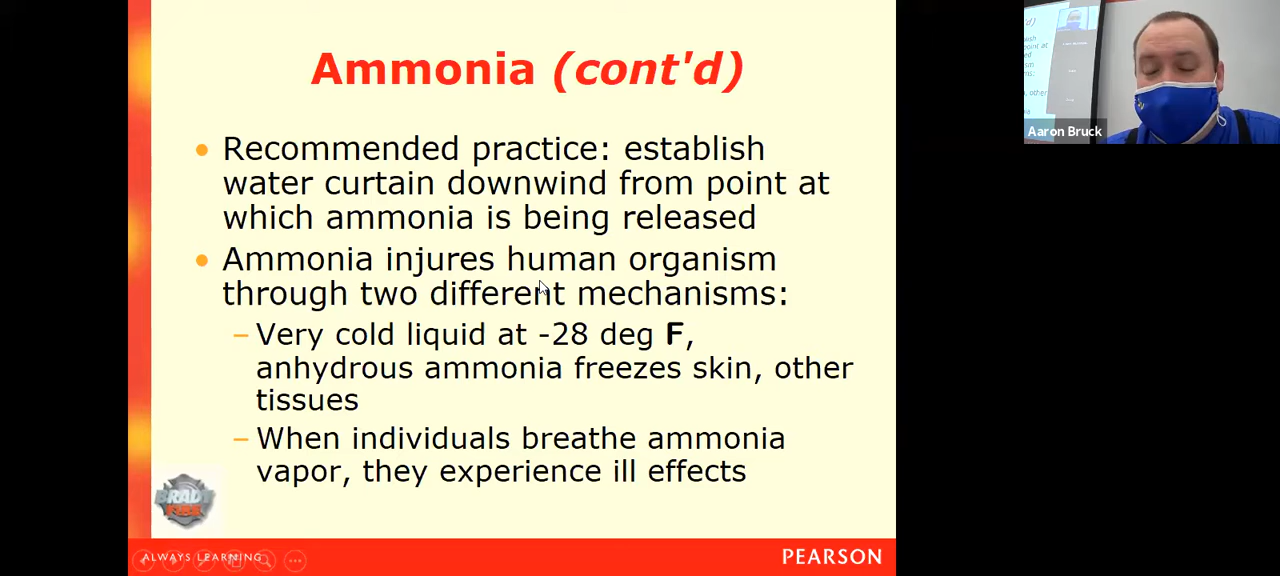 Ammonia (cont'd)
Recommended practice: establish
water curtain downwind from point at
which ammonia is being released
Ammonia injures human organism
through two different mechanisms:
–Very cold liquid at -28 deg F,
anhydrous ammonia freezes skin, other
tissues
–When individuals breathe ammonia
vapor, they experience ill effects
BRADY
FIRE
ALWAYS LEARNING
PEARSON
Aaron Bruck